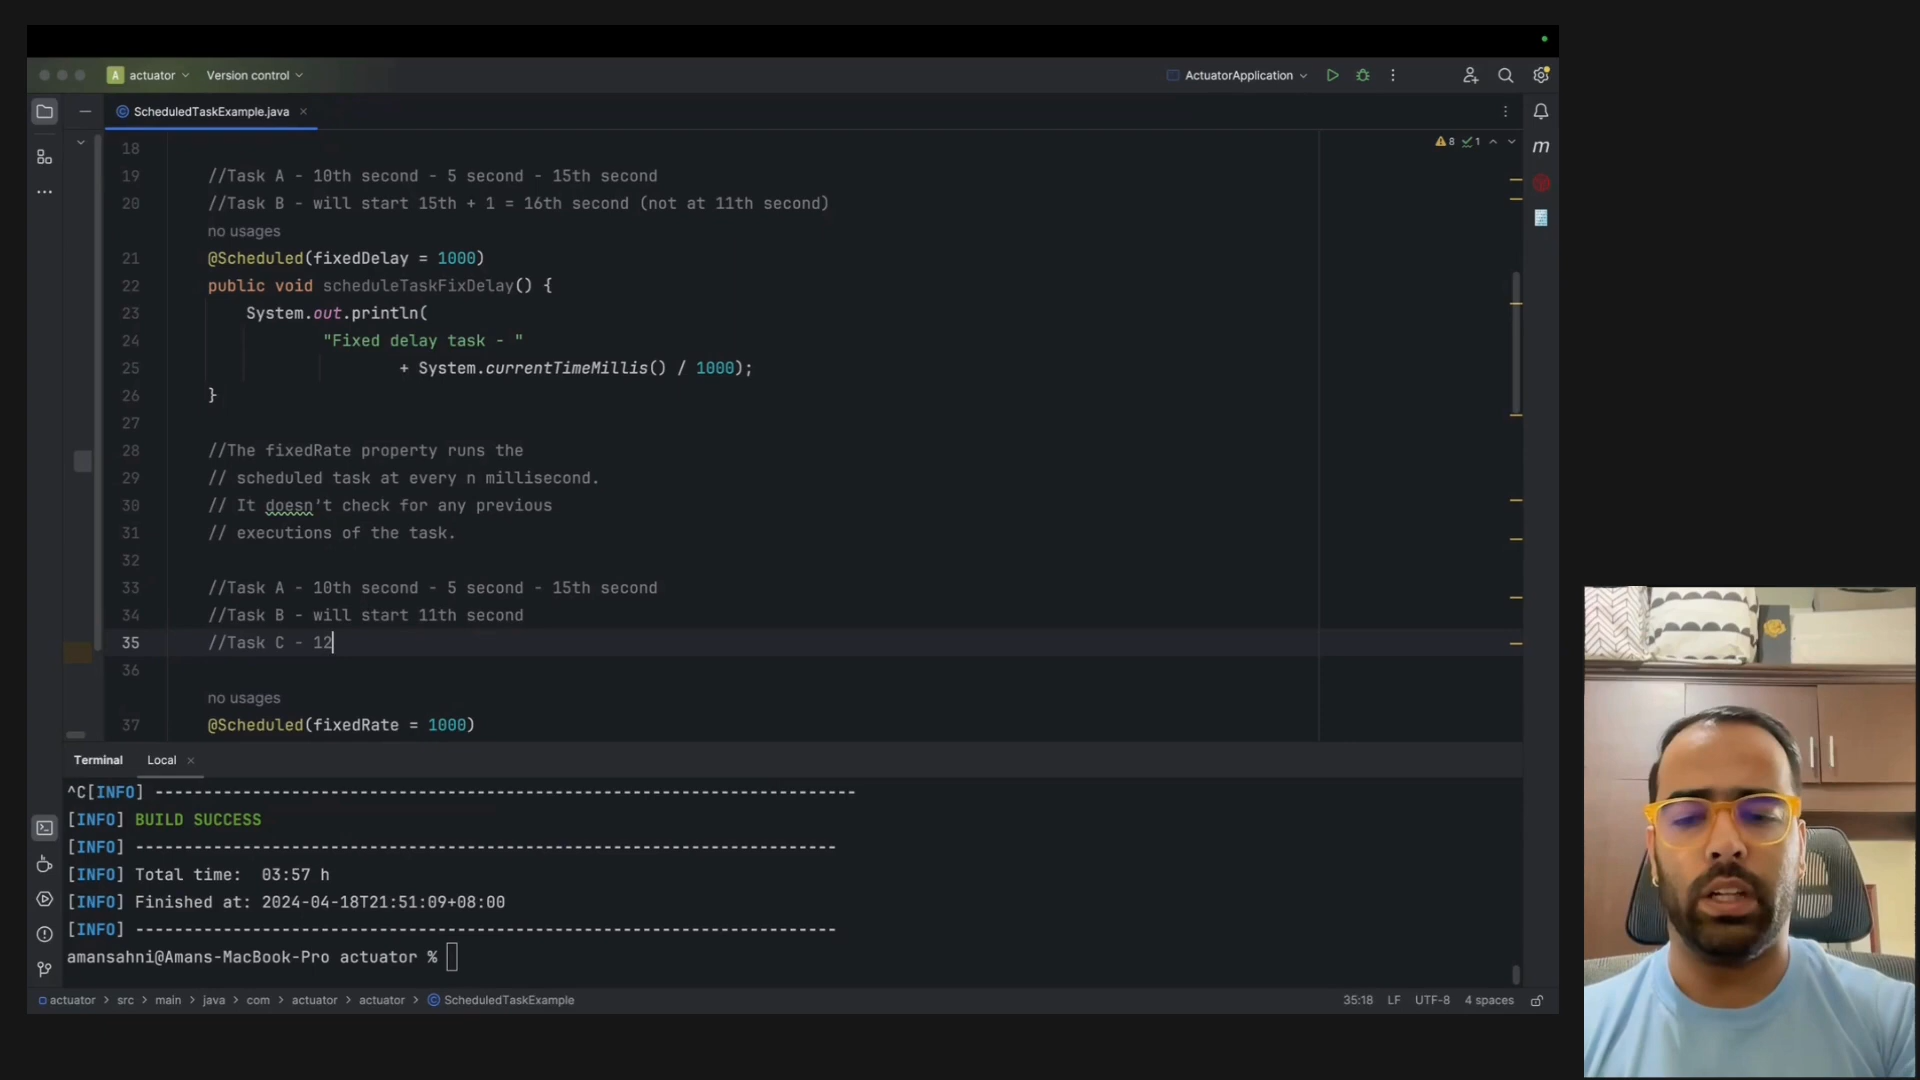 A actuator Version control ActuatorApplication
ScheduledTaskExample.java
8 1
18
19 //Task A - 10th second - 5 second - 15th second
20 //Task B - will start 15th + 1 = 16th second (not at 11th second)
no usages
21 @Scheduled(fixedDelay = 1000)
22 public void scheduleTaskFixDelay() {
23 System.out.println(
24 "Fixed delay task - "
25 + System.currentTimeMillis() / 1000);
26 }
27
28 //The fixedRate property runs the
29 // scheduled task at every n millisecond.
30 // It doesn't check for any previous
31 // executions of the task.
32
33 //Task A - 10th second - 5 second - 15th second
34 //Task B - will start 11th second
35 //Task C - 12
36
no usages
37 @Scheduled(fixedRate = 1000)
Terminal Local
^C[INFO] ------------------------------------------------------------------------
[INFO] BUILD SUCCESS
[INFO] ------------------------------------------------------------------------
[INFO] Total time:  03:57 h
[INFO] Finished at: 2024-04-18T21:51:09+08:00
[INFO] ------------------------------------------------------------------------
amansahni@Amans-MacBook-Pro actuator %
actuator > src > main > java > com > actuator > actuator > ScheduledTaskExample 35:18 LF UTF-8 4 spaces